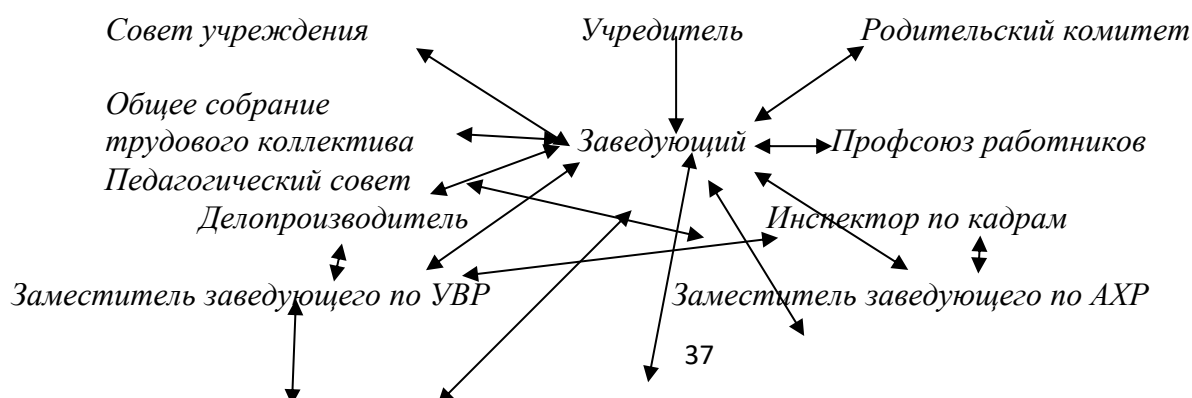 Совет учреждения Учредитель Родительский комитет
Общее собрание
трудового коллектива Заведующий Профсоюз работников
Педагогический совет
Делопроизводитель Инспектор по кадрам
Заместитель заведующего по УВР Заместитель заведующего по АХР
37